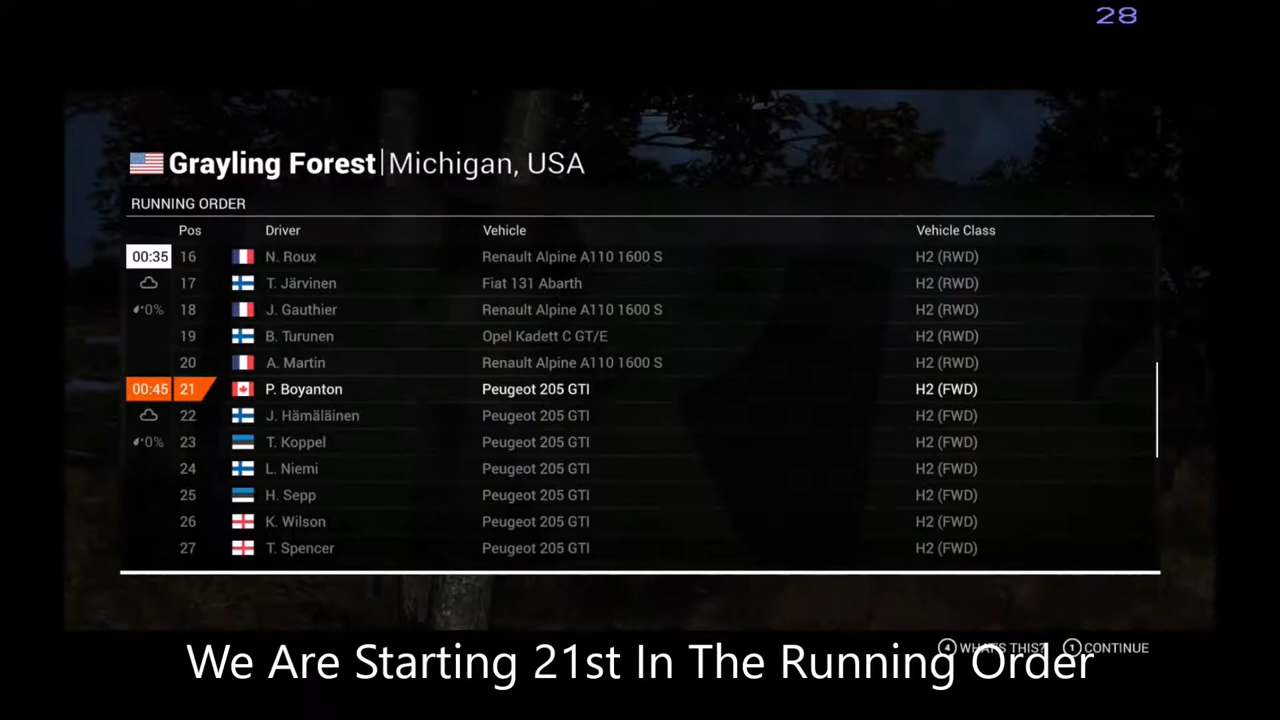 28
Grayling Forest|Michigan, USA
RUNNING ORDER
Pos Driver Vehicle Vehicle Class
00:35 16 N. Roux Renault Alpine A110 1600 S H2 (RWD)
17 T. Järvinen Fiat 131 Abarth H2 (RWD)
0% 18 J. Gauthier Renault Alpine A110 1600 S H2 (RWD)
19 B. Turunen Opel Kadett C GT/E H2 (RWD)
20 A. Martin Renault Alpine A110 1600 S H2 (RWD)
00:45 21 P. Boyanton Peugeot 205 GTI H2 (FWD)
22 J. Hämäläinen Peugeot 205 GTI H2 (FWD)
0% 23 T. Koppel Peugeot 205 GTI H2 (FWD)
24 L. Niemi Peugeot 205 GTI H2 (FWD)
25 H. Sepp Peugeot 205 GTI H2 (FWD)
26 K. Wilson Peugeot 205 GTI H2 (FWD)
27 T. Spencer Peugeot 205 GTI H2 (FWD)
4 WHAT'S THIS? 1 CONTINUE
We Are Starting 21st In The Running Order